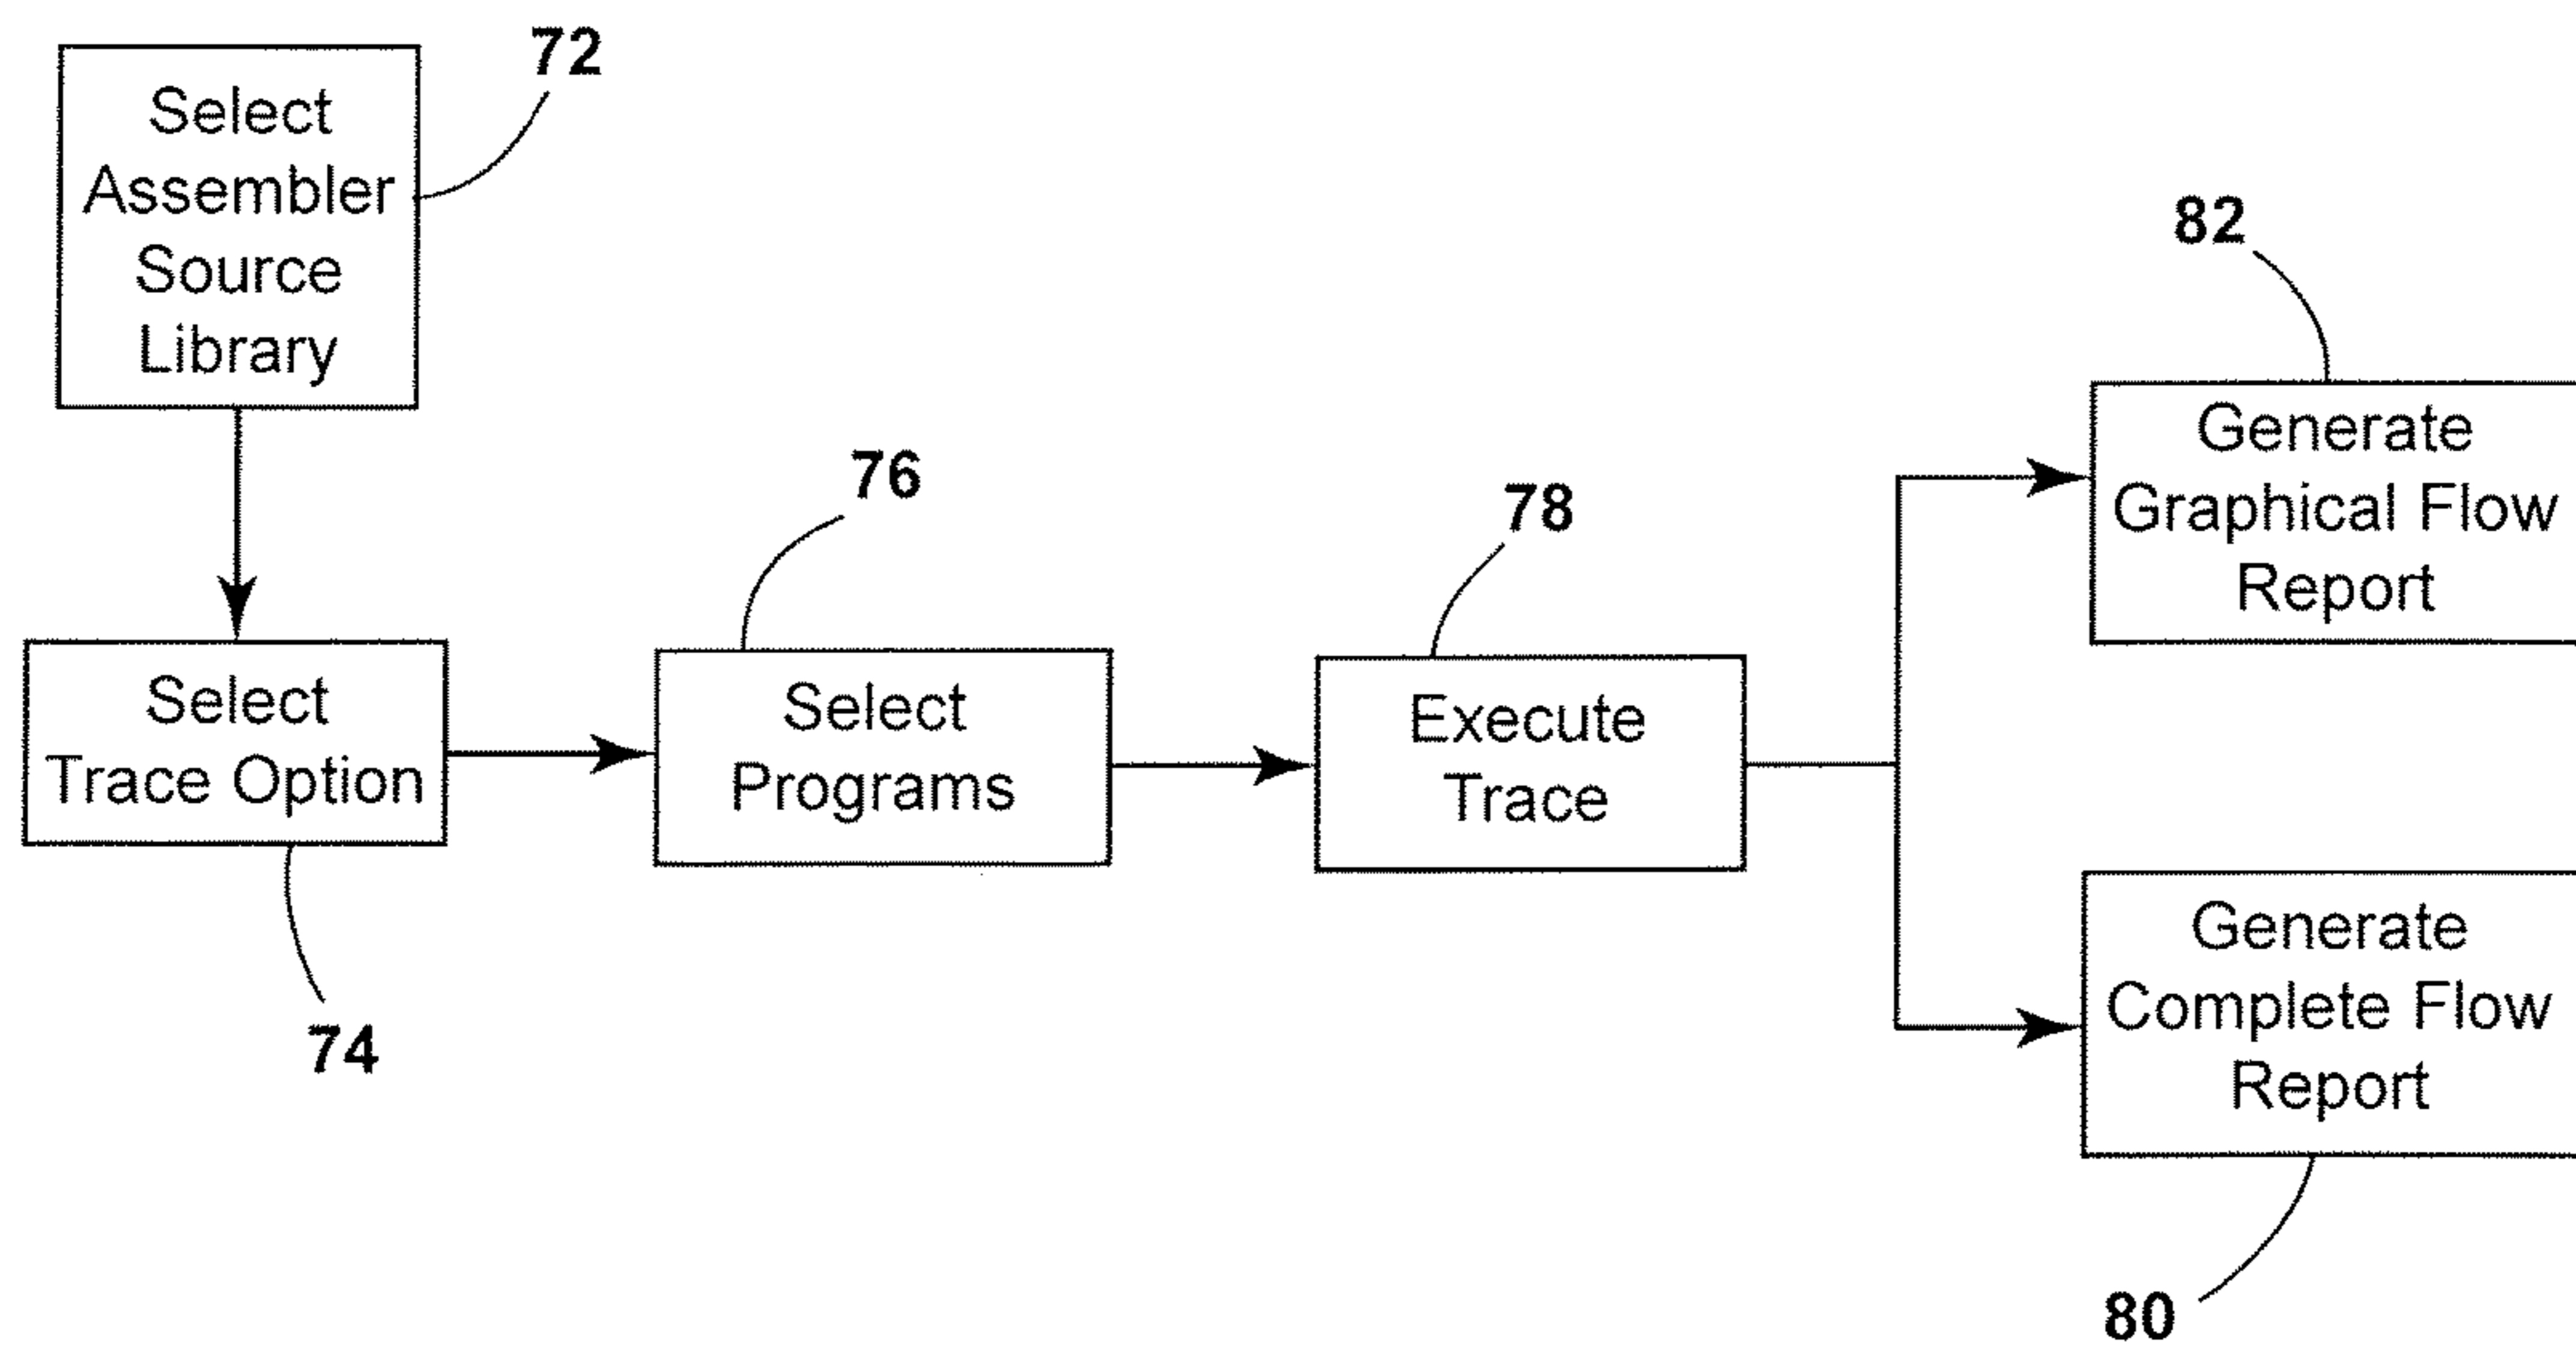 72
Select
Assembler
Source
Library
Select
Trace Option
74
76
Select
Programs
78
Execute
Trace
82
Generate
Graphical Flow
Report
Generate
Complete Flow
Report
80